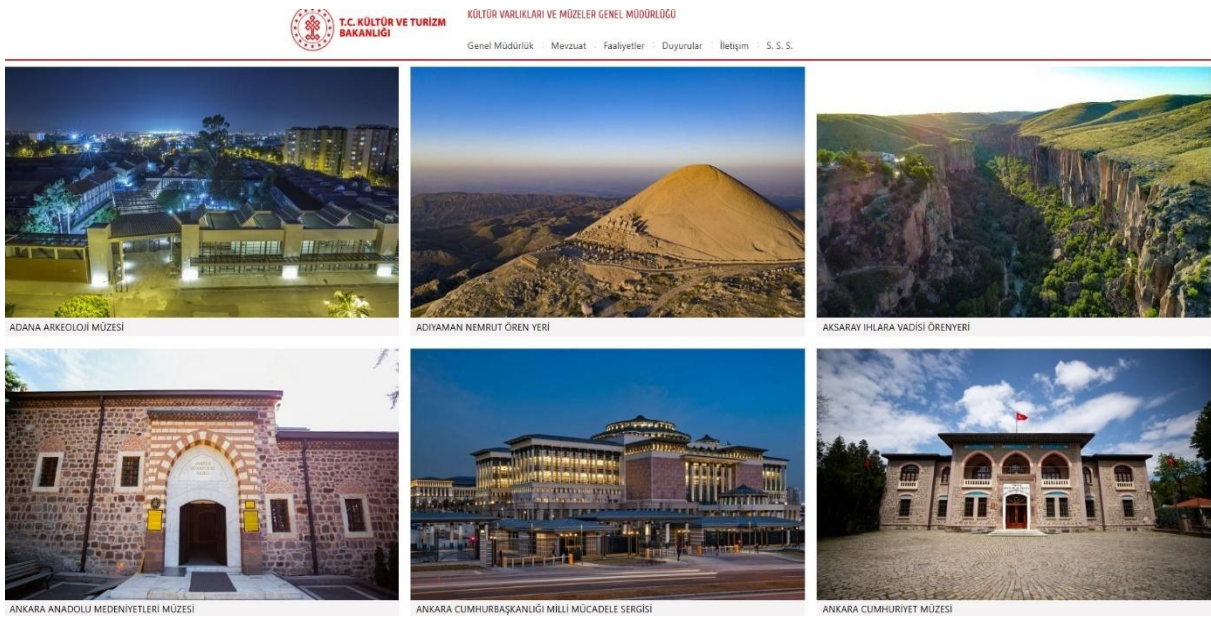 T.C. KÜLTÜR VE TURİZM
BAKANLIĞI
KÜLTÜR VARLIKLARI VE MÜZELER GENEL MÜDÜRLÜĞÜ
Genel Müdürlük Mevzuat Faaliyetler Duyurular İletişim S. S. S.
ADANA ARKEOLOJİ MÜZESİ
ADIYAMAN NEMRUT ÖREN YERİ
AKSARAY IHLARA VADİSİ ÖRENYERİ
ANKARA ANADOLU MEDENİYETLERİ MÜZESİ
ANKARA CUMHURBAŞKANLIĞI MİLLİ MÜCADELE SERGİSİ
ANKARA CUMHURİYET MÜZESİ